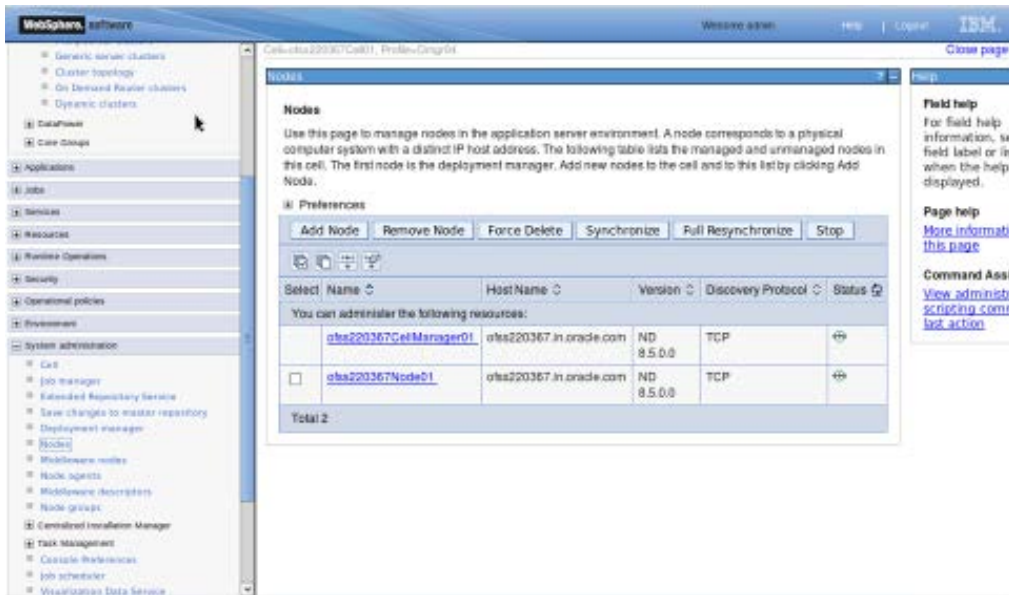 WebSphere. software
Welcome admin
Help | Logout
IBM.
Generic server clusters
Cluster topology
On Demand Router clusters
Dynamic clusters
DataPower
Core Groups
Applications
Jobs
Services
Resources
Runtime Operations
Security
Operational policies
Environment
System administration
Cell
Job manager
Extended Repository Service
Save changes to master repository
Deployment manager
Nodes
Middleware nodes
Node agents
Middleware descriptors
Node groups
Centralized Installation Manager
Task Management
Console Preferences
Job scheduler
Visualization Data Service
Cell=ofss220367Cell01, Profile=Dmgr04
Close page
Nodes
? -
Nodes
Use this page to manage nodes in the application server environment. A node corresponds to a physical
computer system with a distinct IP host address. The following table lists the managed and unmanaged nodes in
this cell. The first node is the deployment manager. Add new nodes to the cell and to this list by clicking Add
Node.
Preferences
Add Node Remove Node Force Delete Synchronize Full Resynchronize Stop
Select Name Host Name Version Discovery Protocol Status
You can administer the following resources:
ofss220367CellManager01 ofss220367.in.oracle.com ND 8.5.0.0 TCP
ofss220367Node01 ofss220367.in.oracle.com ND 8.5.0.0 TCP
Total 2
Help
Field help
For field help
information, se
field label or li
when the help
displayed.
Page help
More informati
this page
Command Assi
View administ
scripting comm
last action